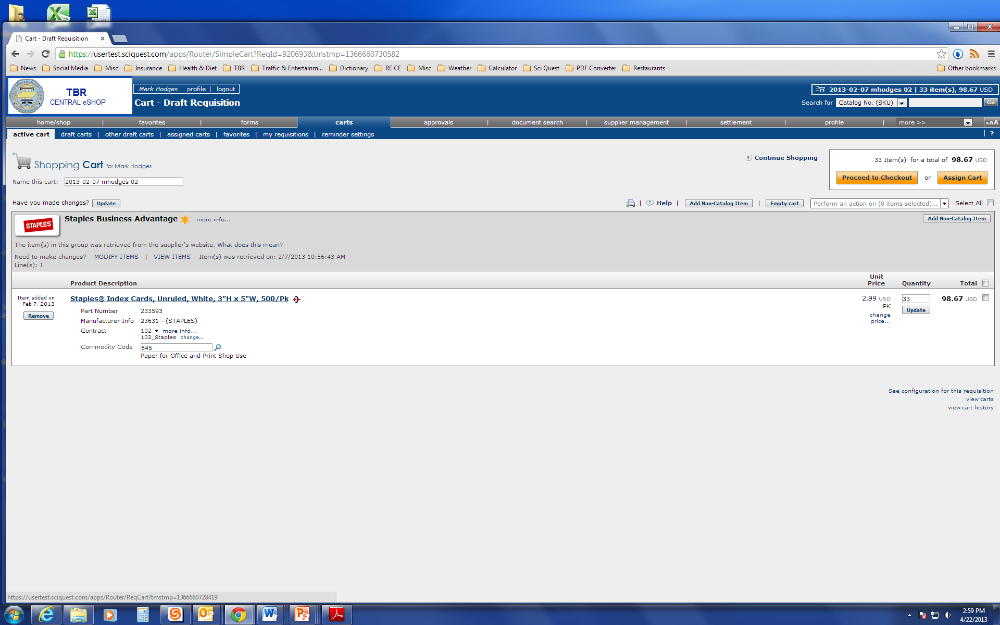 Cart - Draft Requisition
https://usertest.sciquest.com/apps/Router/SimpleCart?ReqId=920693&tmstmp=1366660730582
News Social Media Misc Insurance Health & Diet TBR Traffic & Entertainm... Dictionary RE CE Misc Weather Calculator Sci Quest PDF Converter Restaurants Other bookmarks
TBR
CENTRAL eSHOP
Mark Hodges profile | logout
2013-02-07 mhodges 02 | 33 item(s), 98.67 USD
Cart - Draft Requisition
Search for Catalog No. (SKU) Go
home/shop | favorites | forms carts approvals | document search | supplier management | settlement | profile | more >> AAA
active cart draft carts | other draft carts | assigned carts | favorites | my requisitions | reminder settings | ?
Shopping Cart for Mark Hodges
Continue Shopping
33 Item(s) for a total of 98.67 USD
Proceed to Checkout or Assign Cart
Name this cart: 2013-02-07 mhodges 02
Have you made changes? Update
| Help | Add Non-Catalog Item | Empty cart Perform an action on (0 items selected)... Select All
STAPLES
Staples Business Advantage more info...
Add Non-Catalog Item
The item(s) in this group was retrieved from the supplier's website. What does this mean?
Need to make changes? MODIFY ITEMS | VIEW ITEMS Item(s) was retrieved on: 2/7/2013 10:56:43 AM
Line(s): 1
Product Description Unit Price Quantity Total
Item added on
Feb 7, 2013
Remove
Staples® Index Cards, Unruled, White, 3"H x 5"W, 500/Pk
2.99 USD 33 98.67 USD
PK Update
change
price...
Part Number 233593
Manufacturer Info 23631 - (STAPLES)
Contract 102 more info...
102_Staples change...
Commodity Code 645
Paper for Office and Print Shop Use
See configuration for this requisition
view carts
view cart history
https://usertest.sciquest.com/apps/Router/ReqCart?tmstmp=1366660728419
2:59 PM
4/22/2013